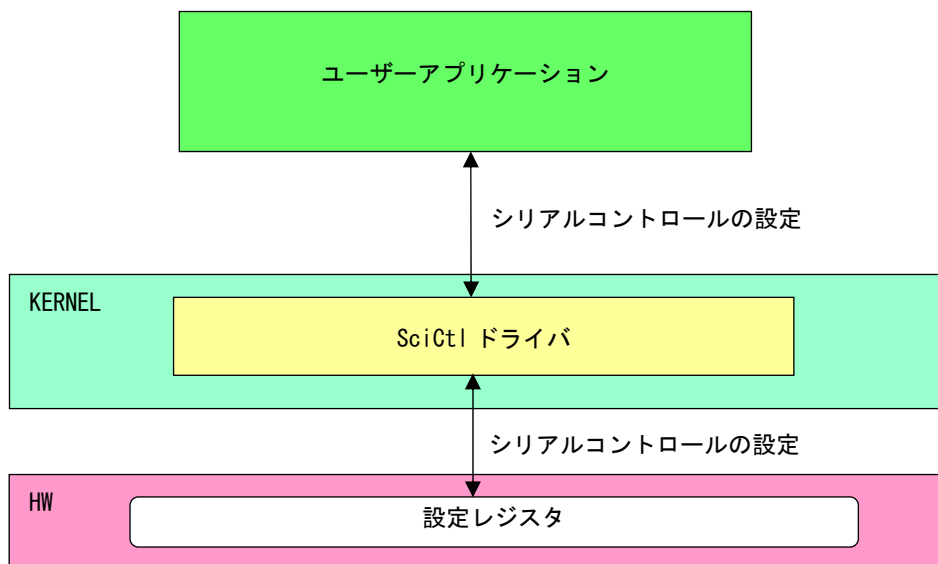 ユーザーアプリケーション
シリアルコントロールの設定
KERNEL
SciCtl ドライバ
シリアルコントロールの設定
HW
設定レジスタ